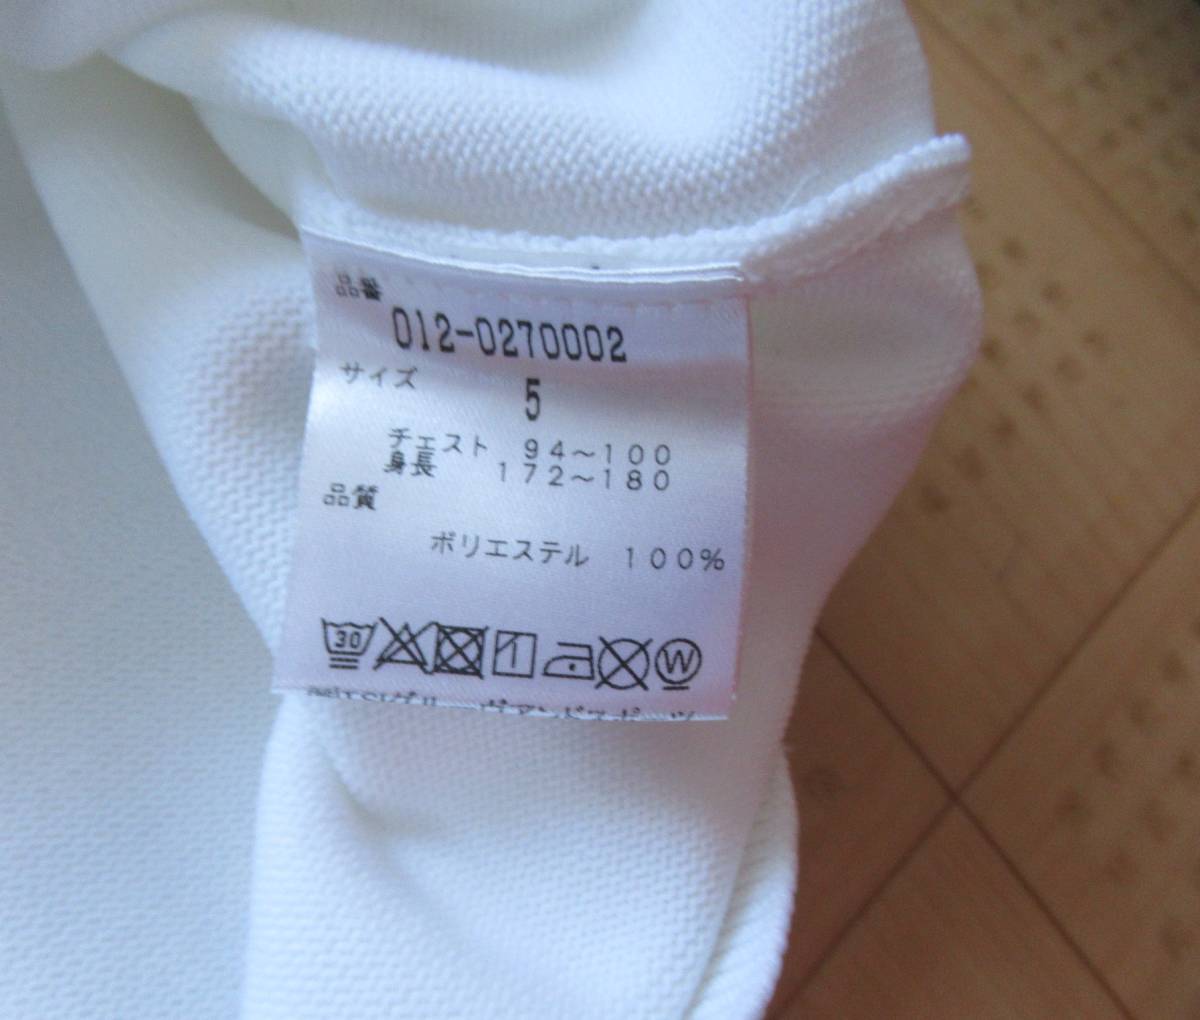 品番
012-0270002
サイズ 5
チェスト 94～100
身長 172～180
品質
ポリエステル 100%
30
W